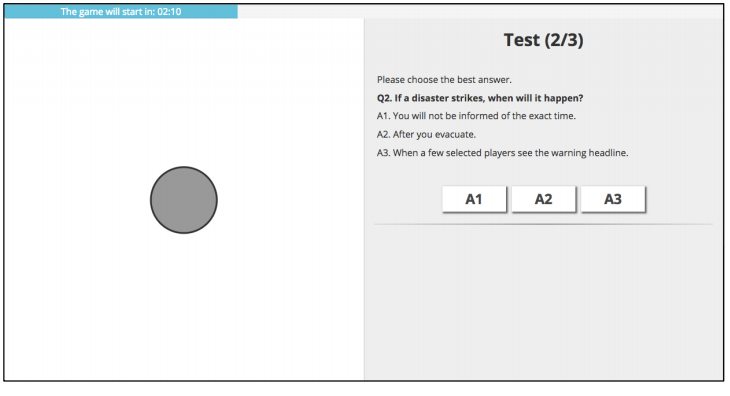 The game will start in: 02:10
Test (2/3)
Please choose the best answer.
Q2. If a disaster strikes, when will it happen?
A1. You will not be informed of the exact time.
A2. After you evacuate.
A3. When a few selected players see the warning headline.
A1 A2 A3